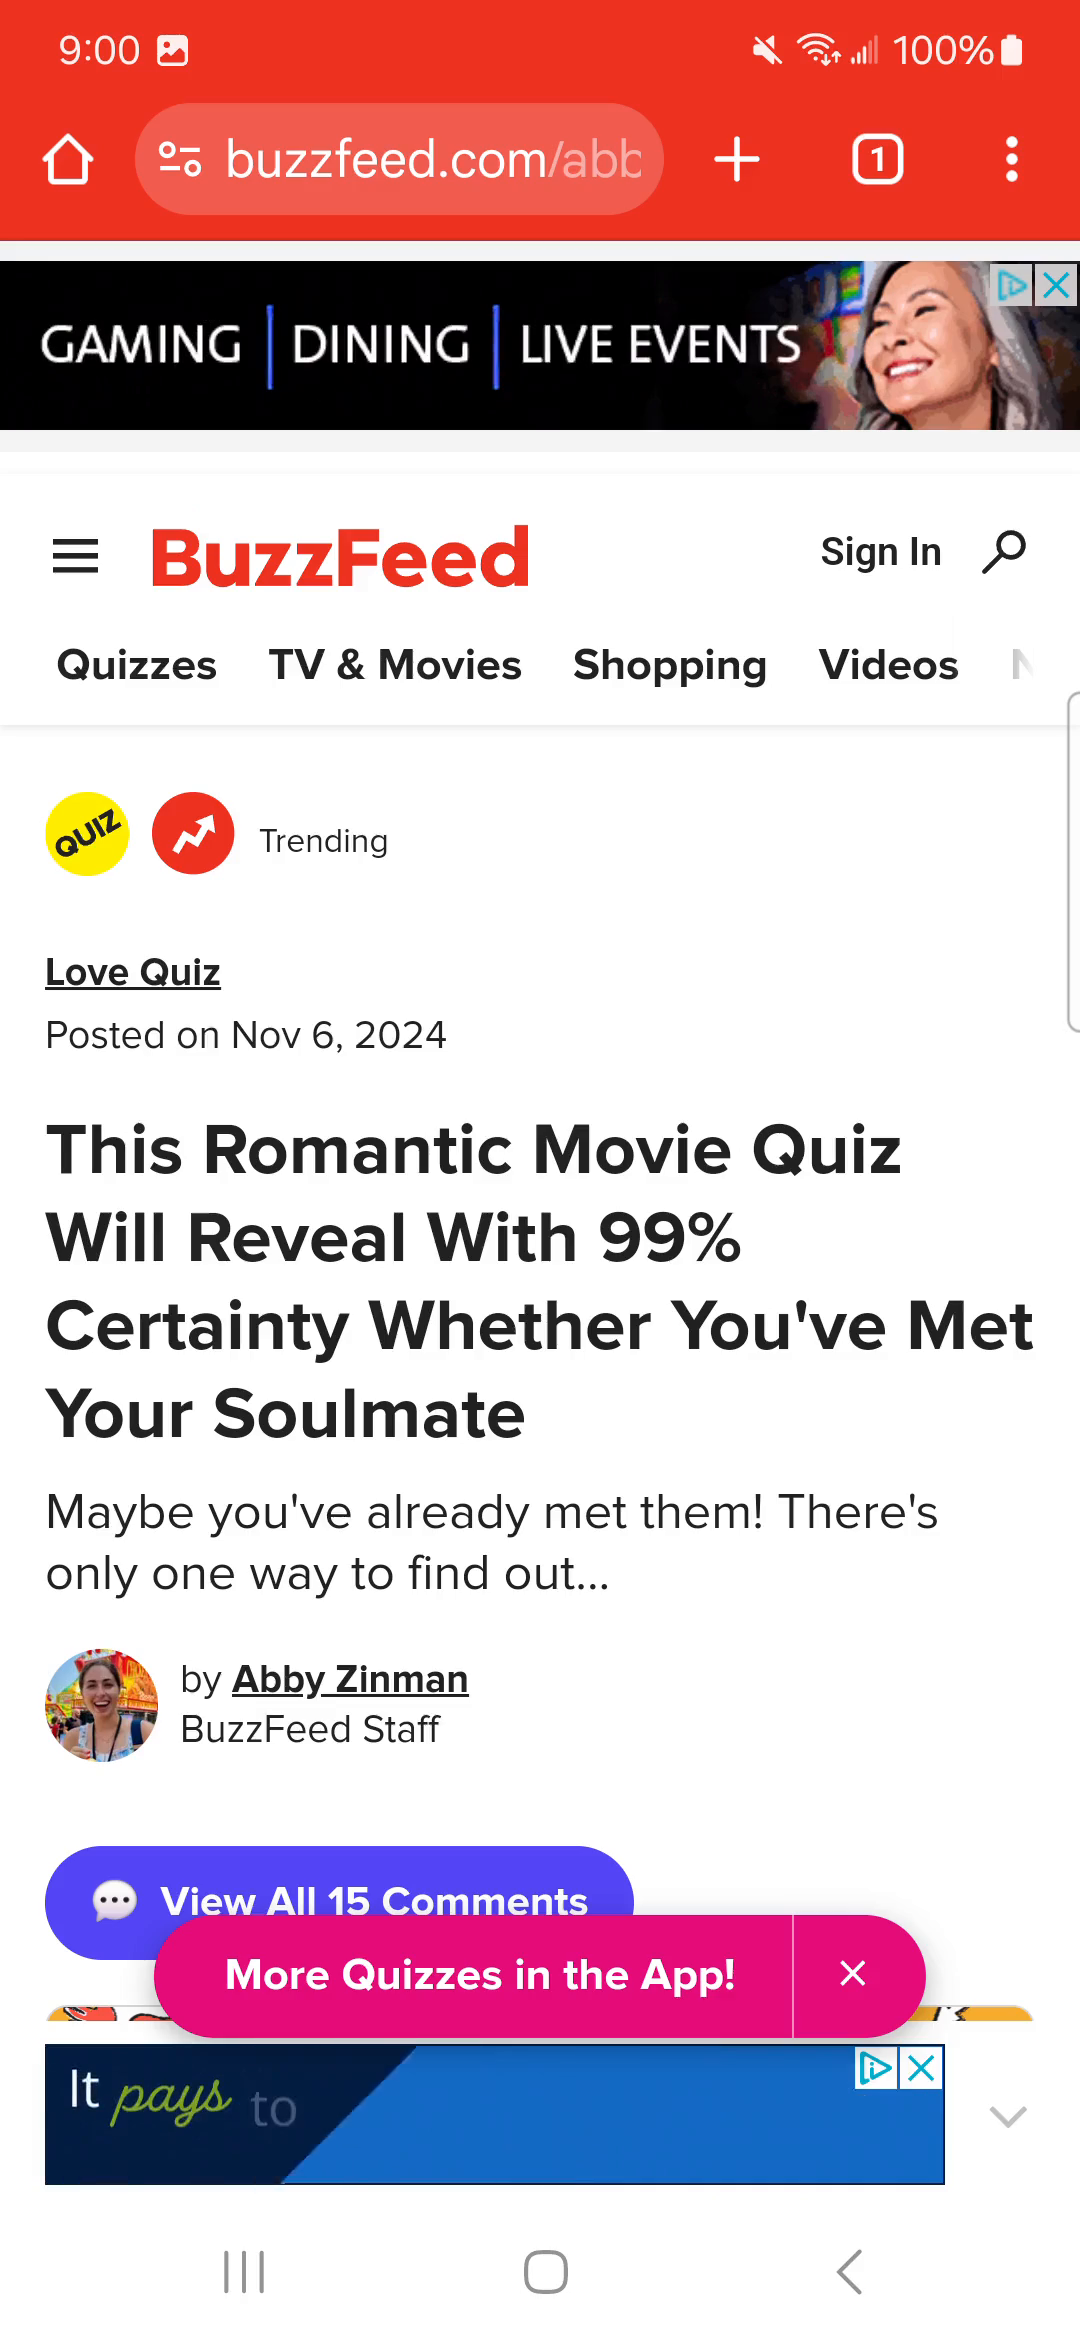 9:00
100%
buzzfeed.com/abb
1
GAMING | DINING | LIVE EVENTS
BuzzFeed
Sign In
Quizzes TV & Movies Shopping Videos N
QUIZ
Trending
Love Quiz
Posted on Nov 6, 2024
This Romantic Movie Quiz
Will Reveal With 99%
Certainty Whether You've Met
Your Soulmate
Maybe you've already met them! There's
only one way to find out...
by Abby Zinman
BuzzFeed Staff
View All 15 Comments
More Quizzes in the App!
It pays to